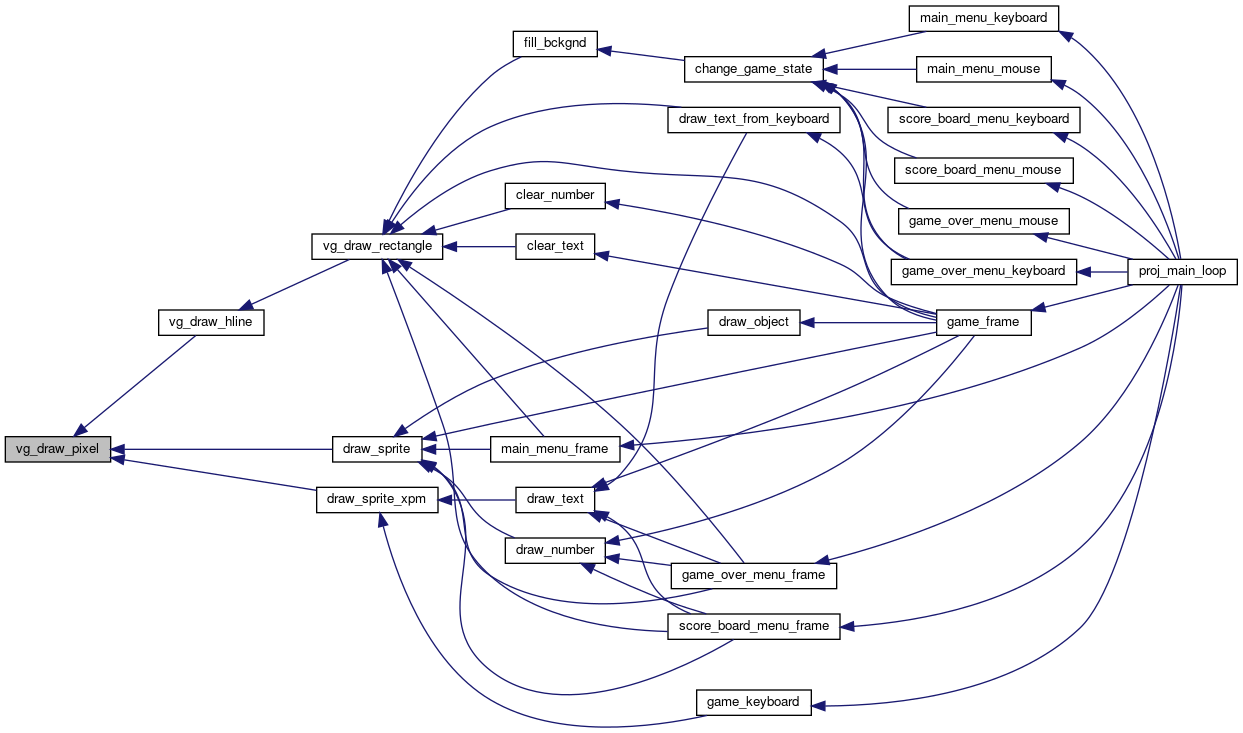 main_menu_keyboard
fill_bckgnd
change_game_state
main_menu_mouse
draw_text_from_keyboard
score_board_menu_keyboard
score_board_menu_mouse
clear_number
game_over_menu_mouse
vg_draw_rectangle
clear_text
game_over_menu_keyboard
proj_main_loop
vg_draw_hline
draw_object
game_frame
vg_draw_pixel
draw_sprite
main_menu_frame
draw_sprite_xpm
draw_text
draw_number
game_over_menu_frame
score_board_menu_frame
game_keyboard